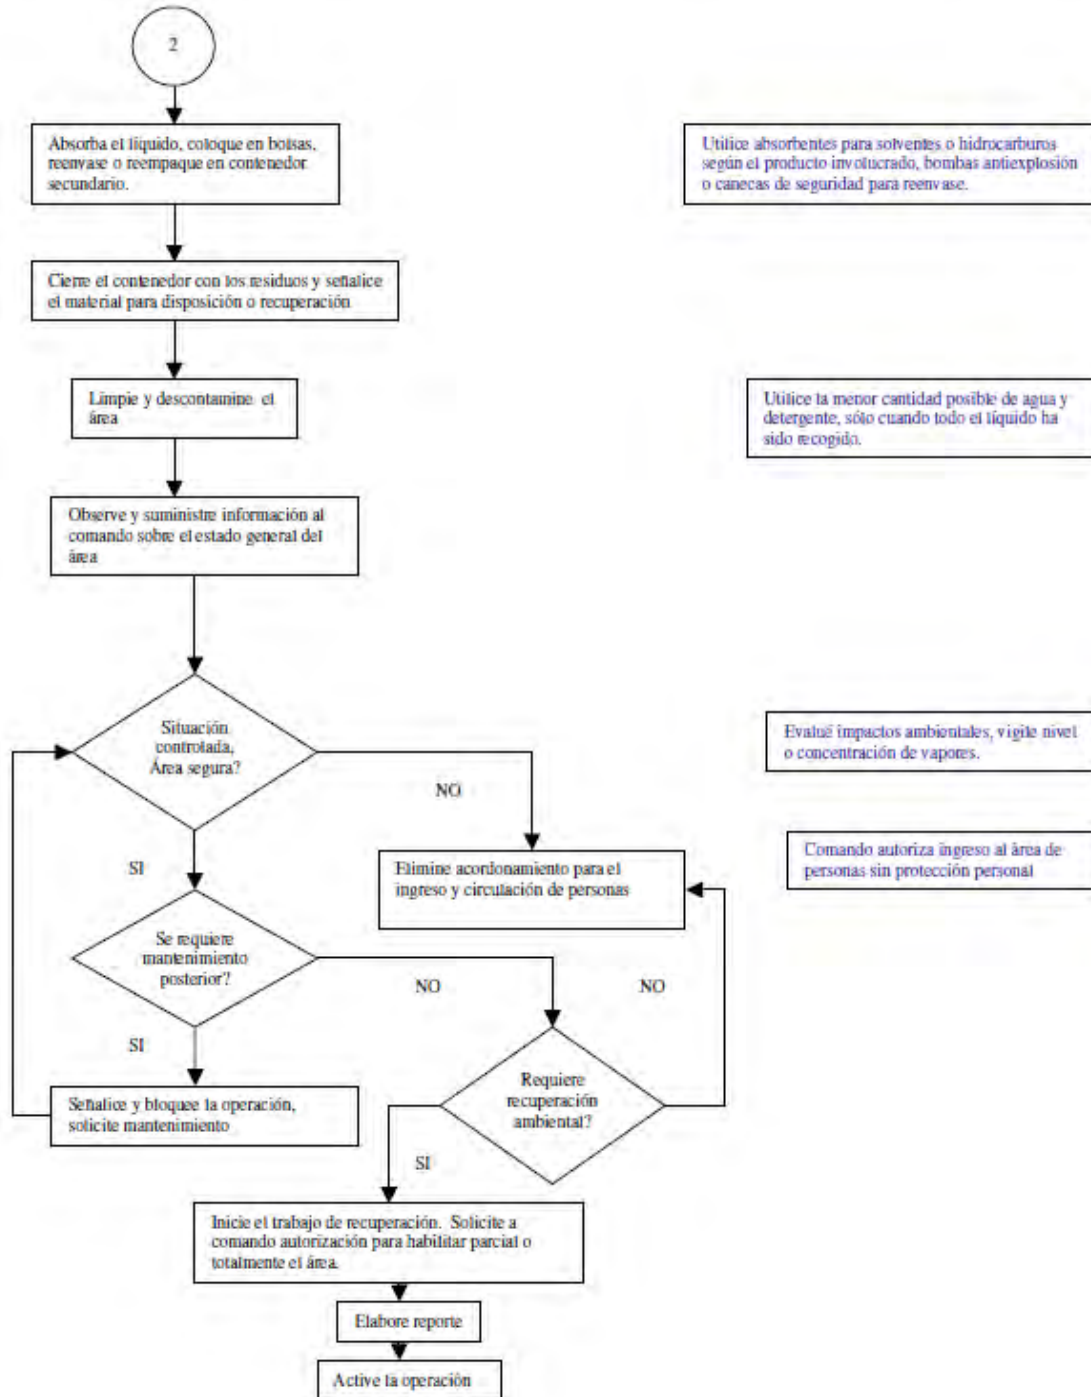 2
Absorba el líquido, coloque en bolsas,
reenvase o reempaque en contenedor
secundario.
Utilice absorbentes para solventes o hidrocarburos
según el producto involucrado, bombas antiexplosión
o canecas de seguridad para reenvase.
Cierre el contenedor con los residuos y señalice
el material para disposición o recuperación
Limpie y descontamine el
área
Utilice la menor cantidad posible de agua y
detergente, sólo cuando todo el líquido ha
sido recogido.
Observe y suministre información al
comando sobre el estado general del
área
Situación
controlada,
Área segura?
Evalué impactos ambientales, vigile nivel
o concentración de vapores.
NO
SI
Elimine acordonamiento para el
ingreso y circulación de personas
Comando autoriza ingreso al área de
personas sin protección personal
Se requiere
mantenimiento
posterior?
NO
NO
SI
Señalice y bloquee la operación,
solicite mantenimiento
Requiere
recuperación
ambiental?
SI
Inicie el trabajo de recuperación. Solicite a
comando autorización para habilitar parcial o
totalmente el área.
Elabore reporte
Active la operación